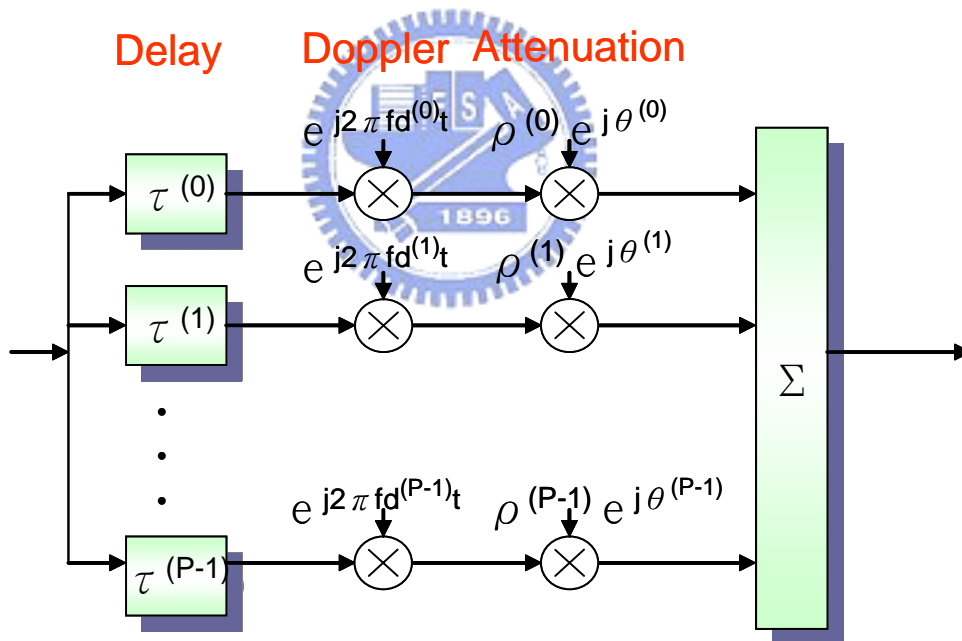 Delay Doppler Attenuation
e j2πfd(0)t ρ(0) e jθ(0)
τ(0)
E S A
1896
e j2πfd(1)t ρ(1) e jθ(1)
τ(1)
Σ
e j2πfd(P-1)t ρ(P-1) e jθ(P-1)
τ(P-1)